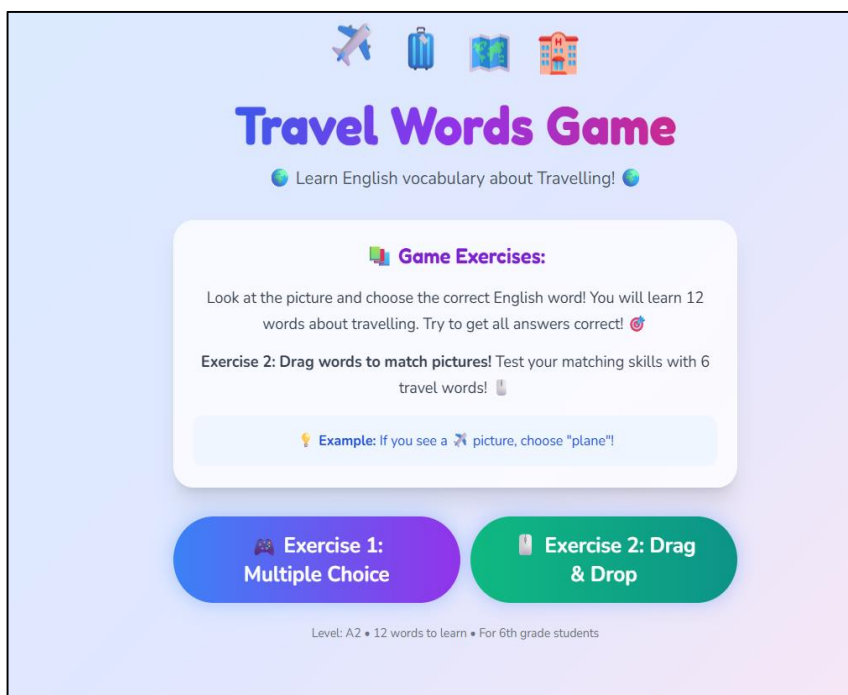 Travel Words Game
Learn English vocabulary about Travelling!
Game Exercises:
Look at the picture and choose the correct English word! You will learn 12
words about travelling. Try to get all answers correct!
Exercise 2: Drag words to match pictures! Test your matching skills with 6
travel words!
Example: If you see a picture, choose "plane"!
Exercise 1:
Multiple Choice
Exercise 2: Drag
& Drop
Level: A2 • 12 words to learn • For 6th grade students